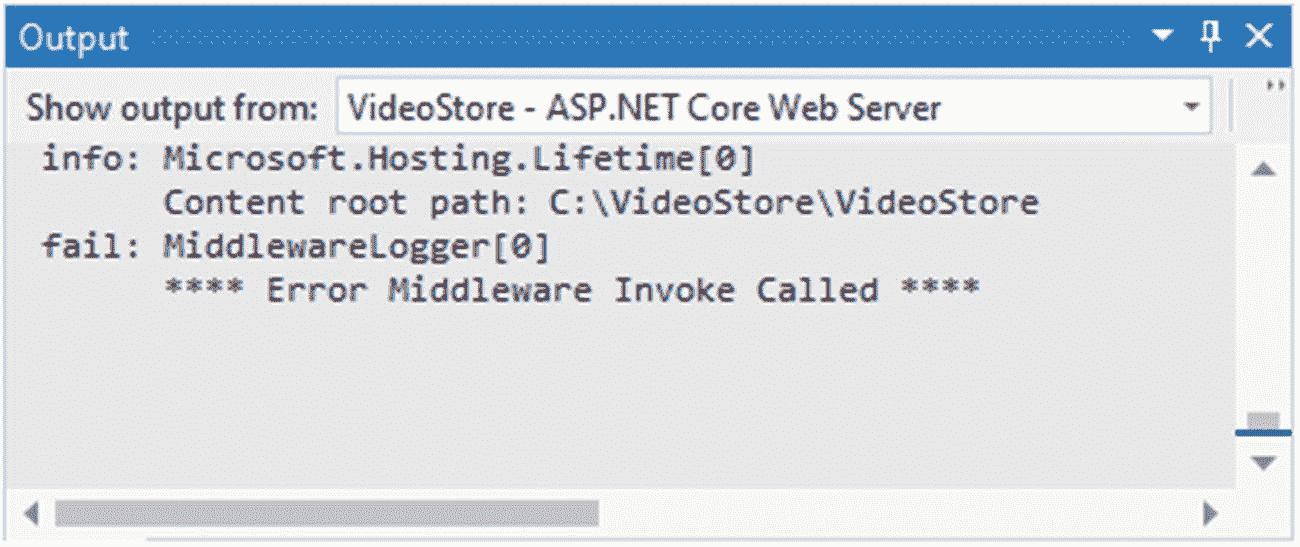 Output
Show output from: VideoStore - ASP.NET Core Web Server
info: Microsoft.Hosting.Lifetime[0]
Content root path: C:\VideoStore\VideoStore
fail: MiddlewareLogger[0]
**** Error Middleware Invoke Called ****